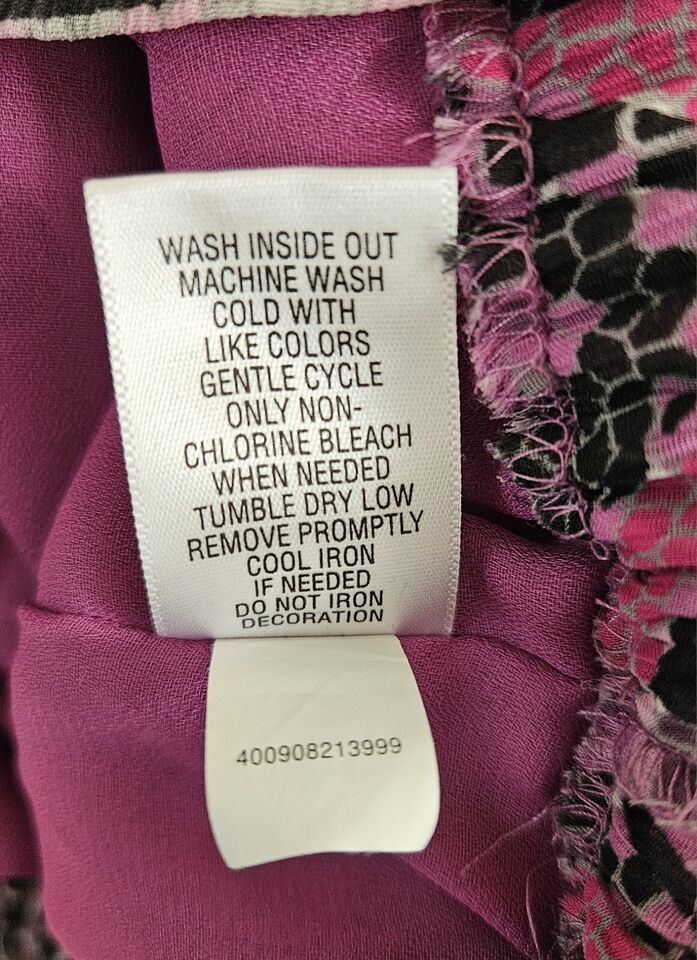 WASH INSIDE OUT
MACHINE WASH
COLD WITH
LIKE COLORS
GENTLE CYCLE
ONLY NON-
CHLORINE BLEACH
WHEN NEEDED
TUMBLE DRY LOW
REMOVE PROMPTLY
COOL IRON
IF NEEDED
DO NOT IRON
DECORATION
400908213999